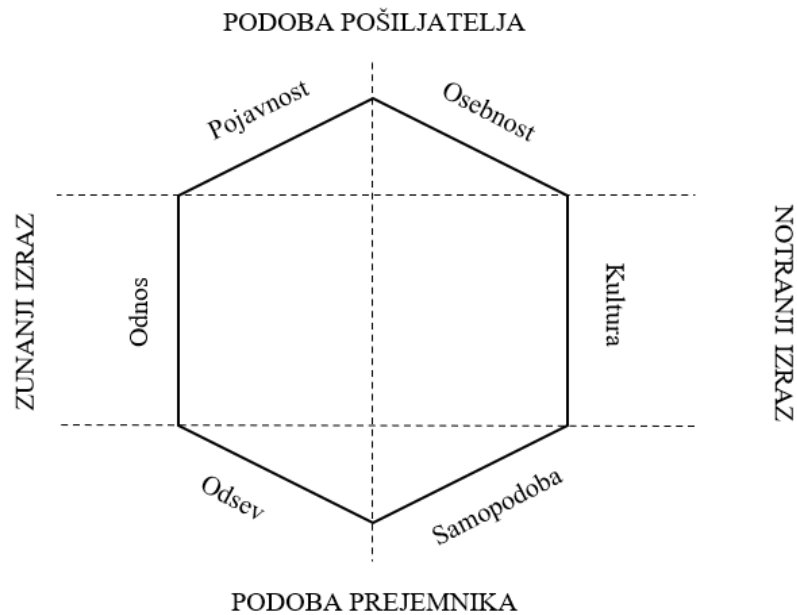 PODOBA POŠILJATELJA
Pojavnost
Osebnost
ZUNANJI IZRAZ
Odnos
Kultura
NOTRANJI IZRAZ
Odsev
Samopodoba
PODOBA PREJEMNIKA